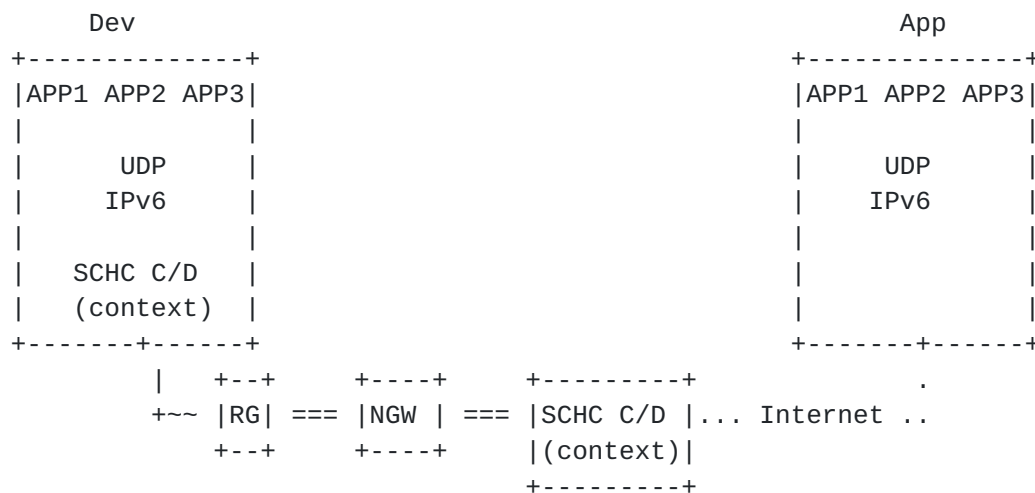 Dev                                                  App
+--------------+                                  +--------------+
|APP1 APP2 APP3|                                  |APP1 APP2 APP3|
|              |                                  |              |
|      UDP     |                                  |     UDP      |
|     IPv6     |                                  |    IPv6      |
|              |                                  |              |
|   SCHC C/D   |                                  |              |
|   (context)  |                                  |              |
+-------+------+                                  +-------+------+
         |   +--+     +----+     +---------+              .
         +~~ |RG| === |NGW | === |SCHC C/D |... Internet ..
             +--+     +----+     |(context)|
                                 +---------+